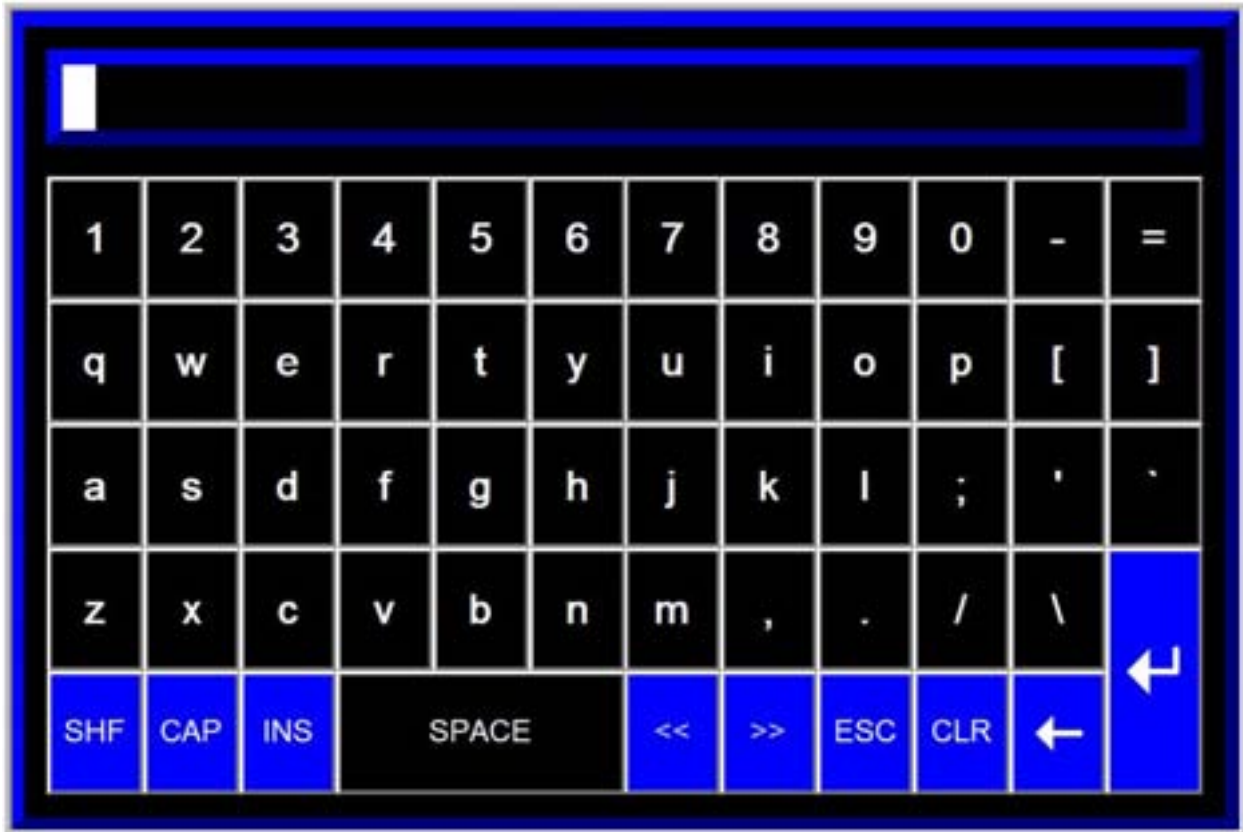 1 2 3 4 5 6 7 8 9 0 - =
q w e r t y u i o p [ ]
a s d f g h j k l ; ' `
z x c v b n m , . / \
SHF CAP INS SPACE << >> ESC CLR